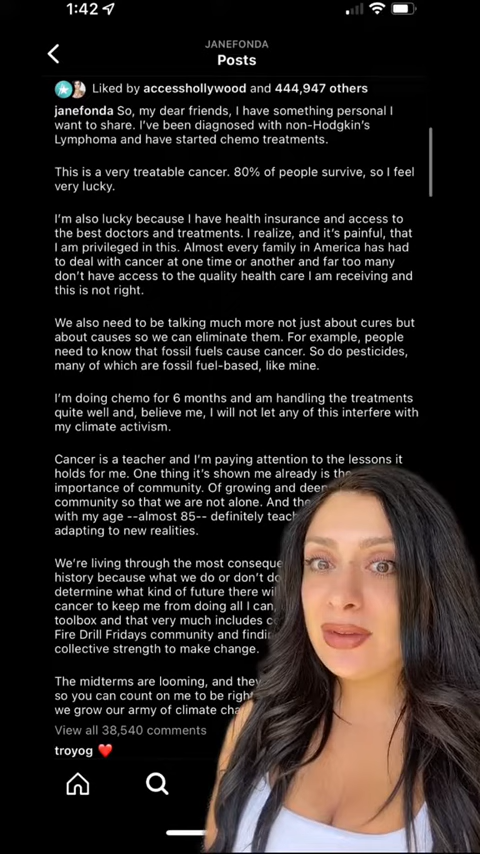 1:42
JANEFONDA
Posts
Liked by accesshollywood and 444,947 others
janefonda So, my dear friends, I have something personal I
want to share. I've been diagnosed with non-Hodgkin's
Lymphoma and have started chemo treatments.
This is a very treatable cancer. 80% of people survive, so I feel
very lucky.
I'm also lucky because I have health insurance and access to
the best doctors and treatments. I realize, and it's painful, that
I am privileged in this. Almost every family in America has had
to deal with cancer at one time or another and far too many
don't have access to the quality health care I am receiving and
this is not right.
We also need to be talking much more not just about cures but
about causes so we can eliminate them. For example, people
need to know that fossil fuels cause cancer. So do pesticides,
many of which are fossil fuel-based, like mine.
I'm doing chemo for 6 months and am handling the treatments
quite well and, believe me, I will not let any of this interfere with
my climate activism.
Cancer is a teacher and I'm paying attention to the lessons it
holds for me. One thing it's shown me already is the
importance of community. Of growing and
community so that we are not alone. And
with my age --almost 85-- definitely
adapting to new realities.
We're living through the most
history because what we do or don't
determine what kind of future there
cancer to keep me from doing all I can,
toolbox and that very much includes
Fire Drill Fridays community and
collective strength to make change.
The midterms are looming, and
so you can count on me to be
we grow our army of climate
View all 38,540 comments
troyog ❤️